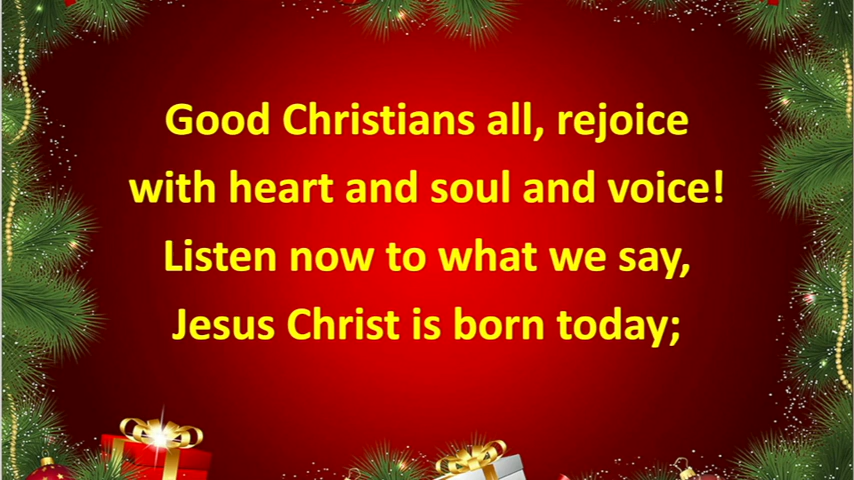 Good Christians all, rejoice
with heart and soul and voice!
Listen now to what we say,
Jesus Christ is born today;